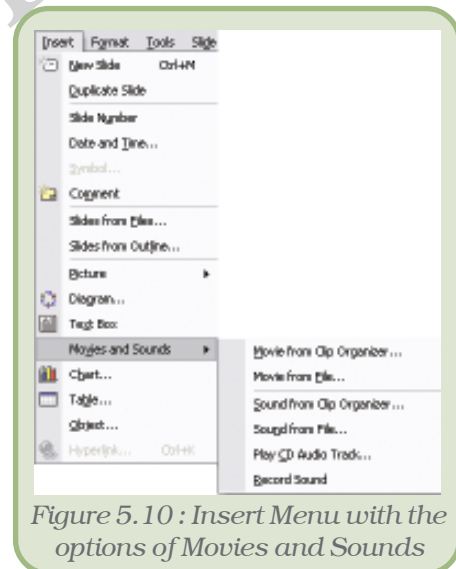 Insert Format Tools Slide
New Slide Ctrl+M
Duplicate Slide
Slide Number
Date and Time...
Symbol...
Comment
Slides from Files...
Slides from Outline...
Picture
Diagram...
Text Box
Movies and Sounds
Chart...
Table...
Object...
Hyperlink... Ctrl+K
Movie from Clip Organizer...
Movie from File...
Sound from Clip Organizer...
Sound from File...
Play CD Audio Track...
Record Sound
Figure 5.10 : Insert Menu with the
options of Movies and Sounds